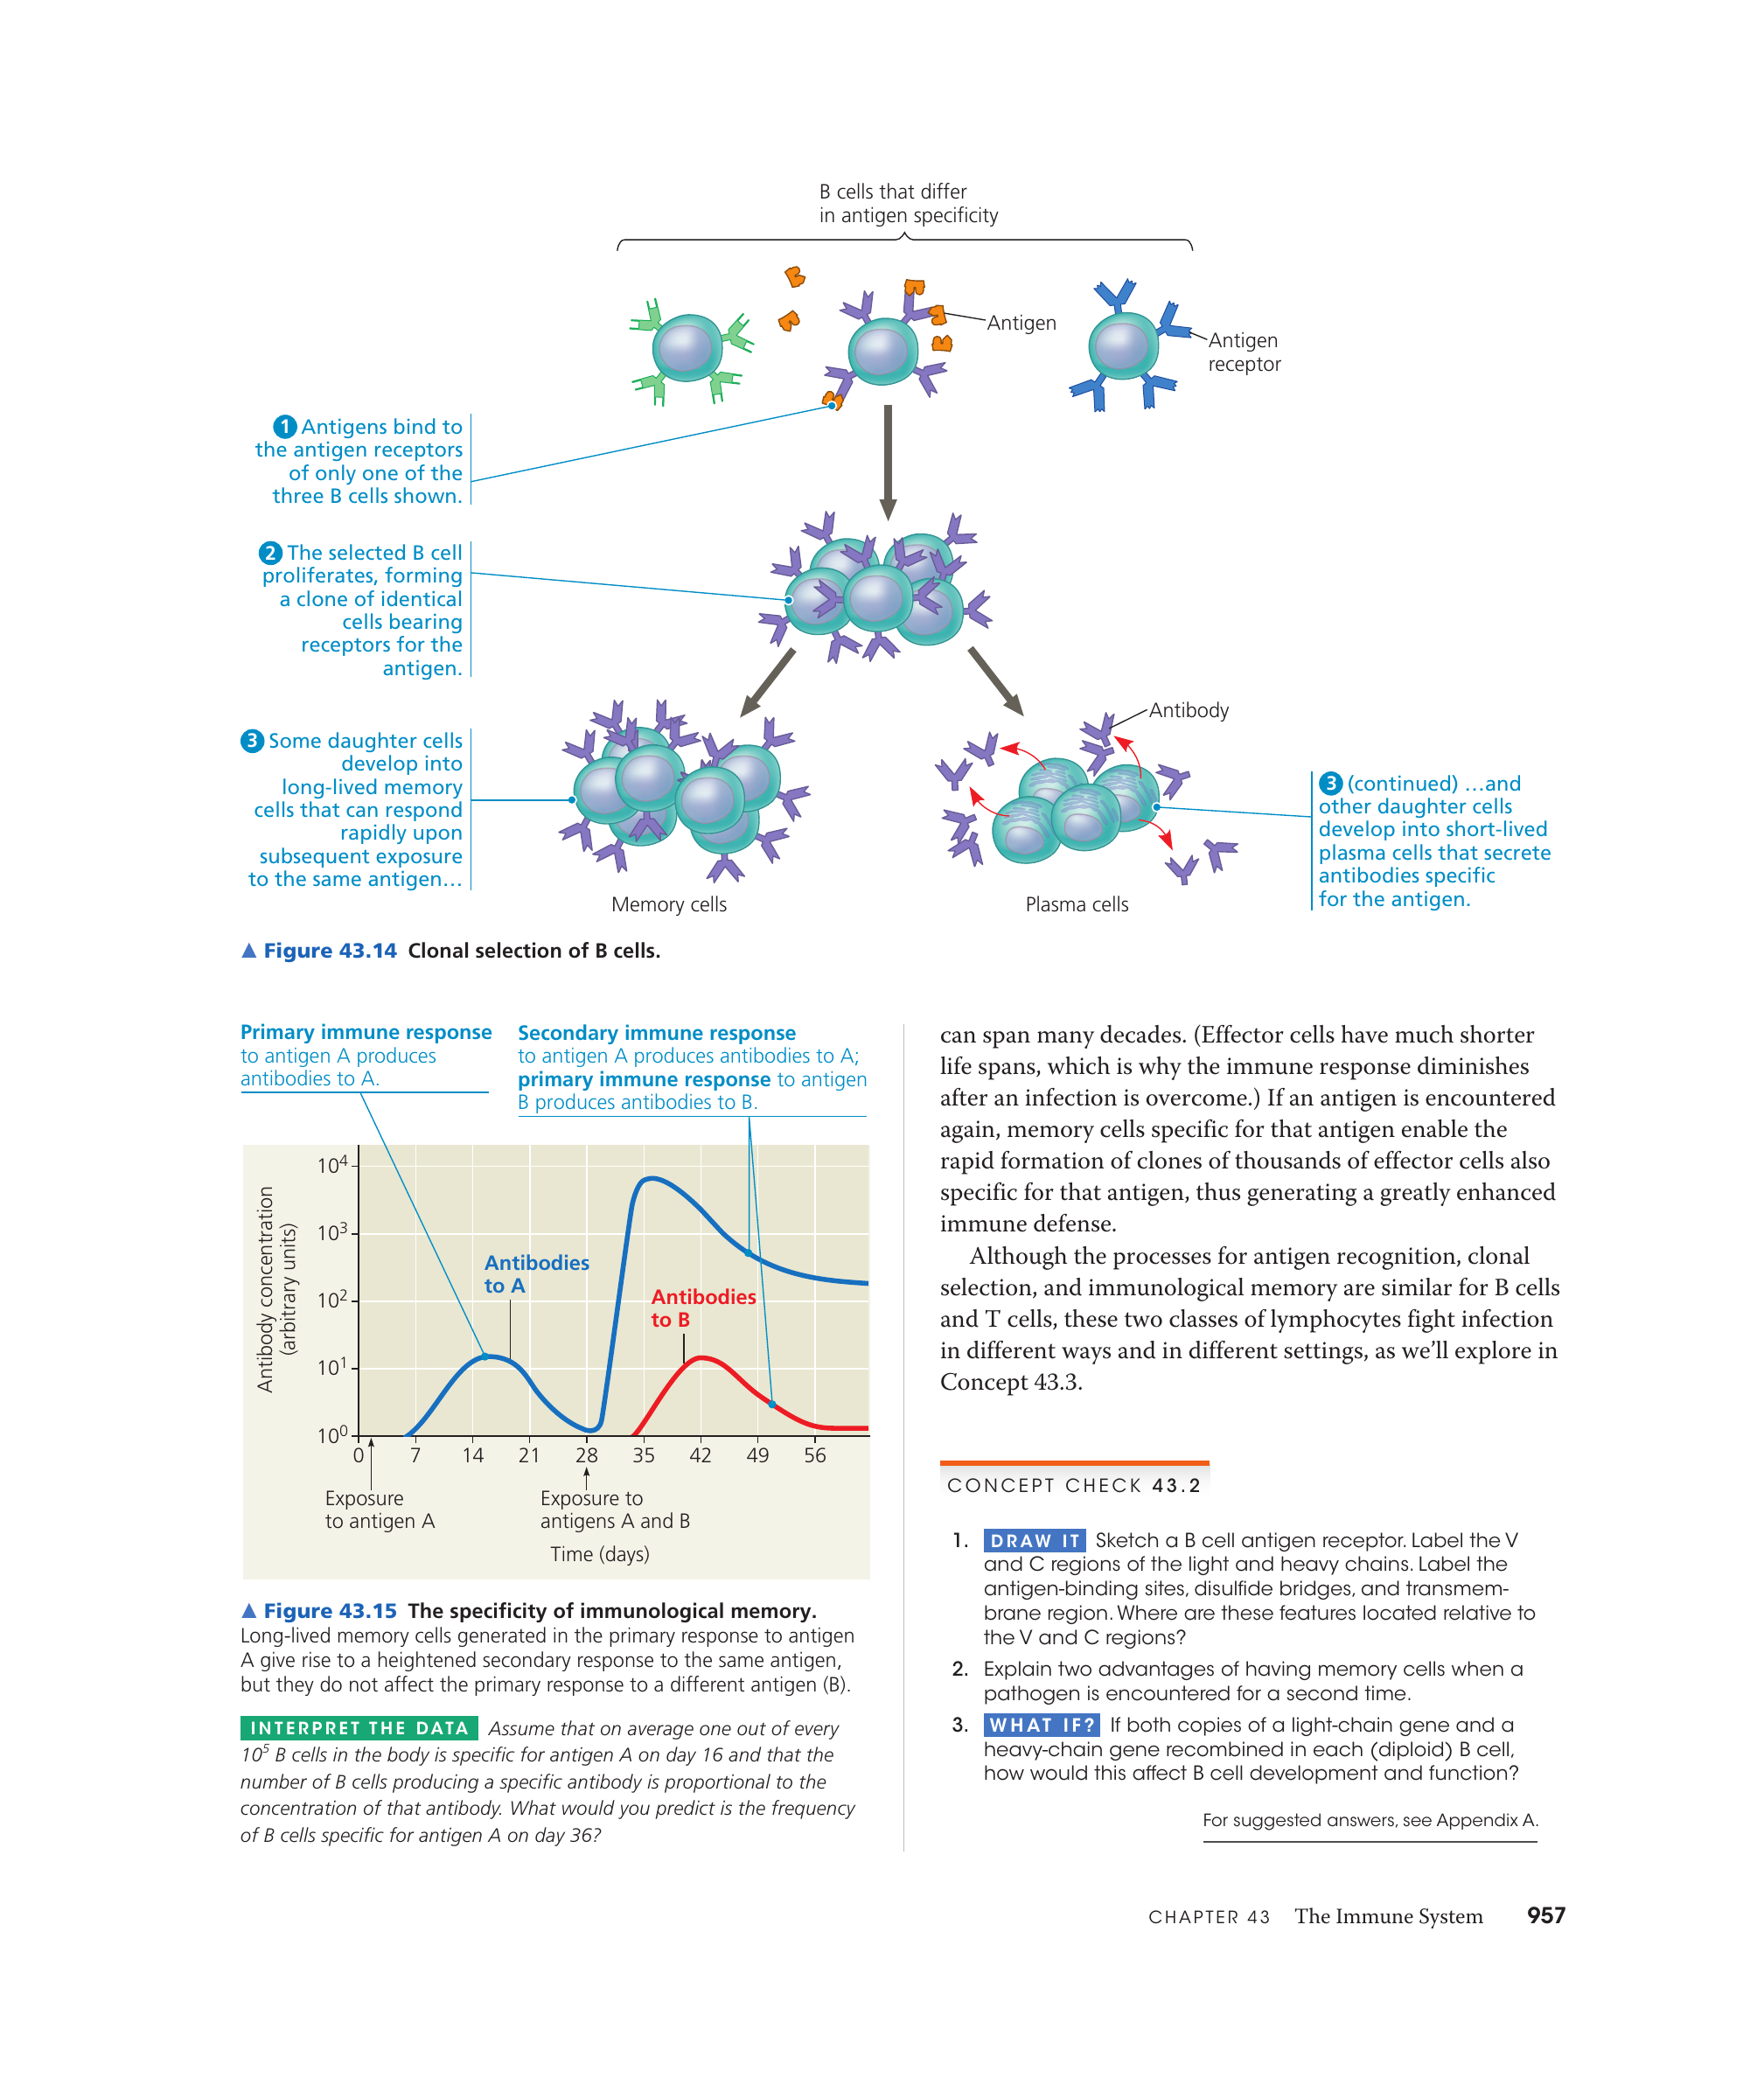 B cells that differ
in antigen specificity
Antigen
Antigen
receptor
1 Antigens bind to
the antigen receptors
of only one of the
three B cells shown.
2 The selected B cell
proliferates, forming
a clone of identical
cells bearing
receptors for the
antigen.
3 Some daughter cells
develop into
long-lived memory
cells that can respond
rapidly upon
subsequent exposure
to the same antigen…
Antibody
3 (continued) …and
other daughter cells
develop into short-lived
plasma cells that secrete
antibodies specific
for the antigen.
Memory cells
Plasma cells
▲ Figure 43.14 Clonal selection of B cells.
Primary immune response
to antigen A produces
antibodies to A.
Secondary immune response
to antigen A produces antibodies to A;
primary immune response to antigen
B produces antibodies to B.
Antibody concentration
(arbitrary units)
10⁴
10³
10²
10¹
10⁰
Antibodies
to A
Antibodies
to B
0 7 14 21 28 35 42 49 56
Exposure
to antigen A
Exposure to
antigens A and B
Time (days)
▲ Figure 43.15 The specificity of immunological memory.
Long-lived memory cells generated in the primary response to antigen
A give rise to a heightened secondary response to the same antigen,
but they do not affect the primary response to a different antigen (B).
INTERPRET THE DATA Assume that on average one out of every
10⁵ B cells in the body is specific for antigen A on day 16 and that the
number of B cells producing a specific antibody is proportional to the
concentration of that antibody. What would you predict is the frequency
of B cells specific for antigen A on day 36?
can span many decades. (Effector cells have much shorter
life spans, which is why the immune response diminishes
after an infection is overcome.) If an antigen is encountered
again, memory cells specific for that antigen enable the
rapid formation of clones of thousands of effector cells also
specific for that antigen, thus generating a greatly enhanced
immune defense.
Although the processes for antigen recognition, clonal
selection, and immunological memory are similar for B cells
and T cells, these two classes of lymphocytes fight infection
in different ways and in different settings, as we’ll explore in
Concept 43.3.
CONCEPT CHECK 43.2
1. DRAW IT Sketch a B cell antigen receptor. Label the V
and C regions of the light and heavy chains. Label the
antigen-binding sites, disulfide bridges, and transmem-
brane region. Where are these features located relative to
the V and C regions?
2. Explain two advantages of having memory cells when a
pathogen is encountered for a second time.
3. WHAT IF? If both copies of a light-chain gene and a
heavy-chain gene recombined in each (diploid) B cell,
how would this affect B cell development and function?
For suggested answers, see Appendix A.
CHAPTER 43 The Immune System 957